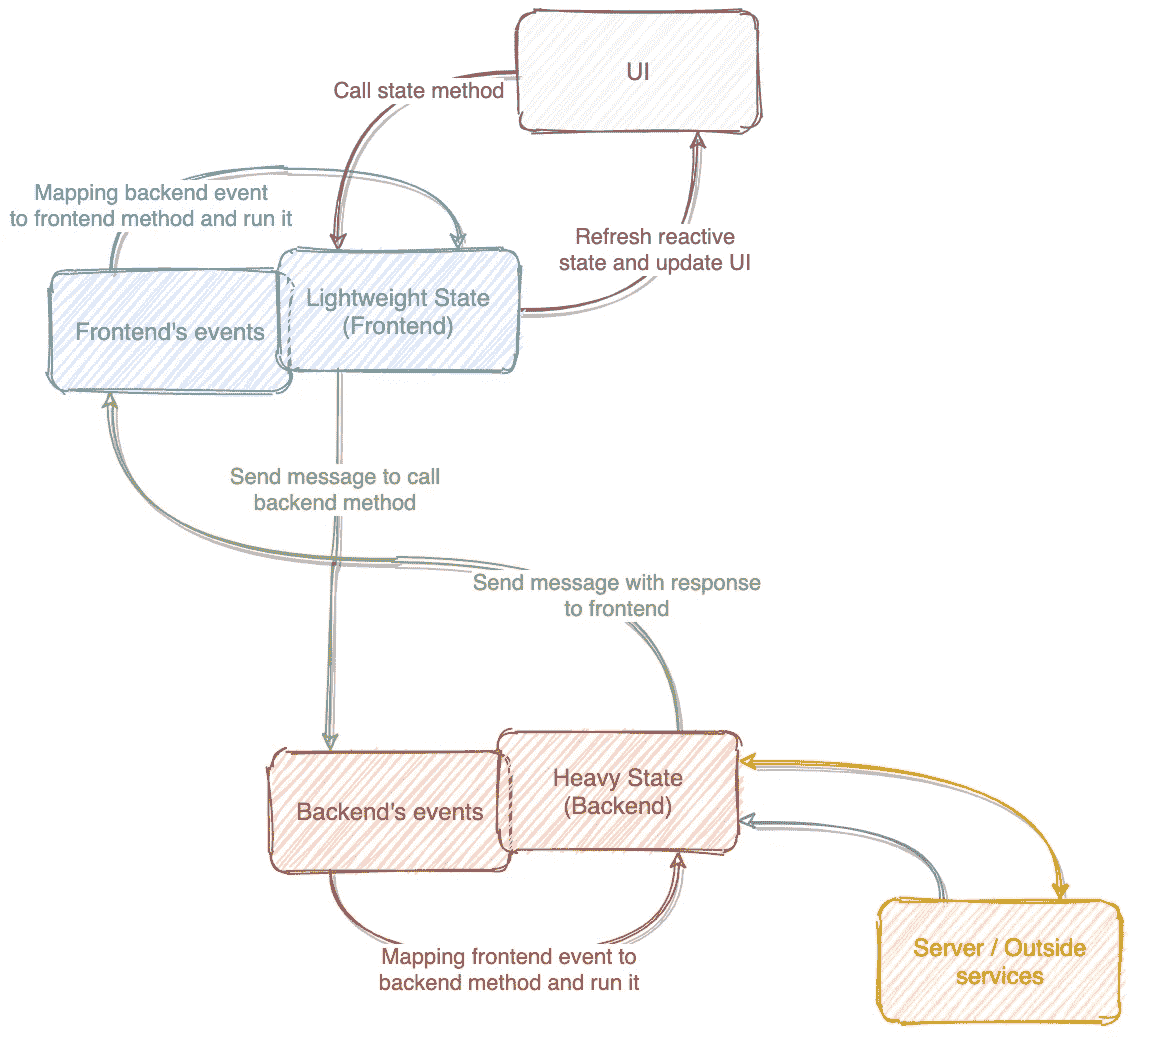 UI
Call state method
Mapping backend event
to frontend method and run it
Refresh reactive
state and update UI
Lightweight State
(Frontend)
Frontend's events
Send message to call
backend method
Send message with response
to frontend
Heavy State
(Backend)
Backend's events
Server / Outside
services
Mapping frontend event to
backend method and run it